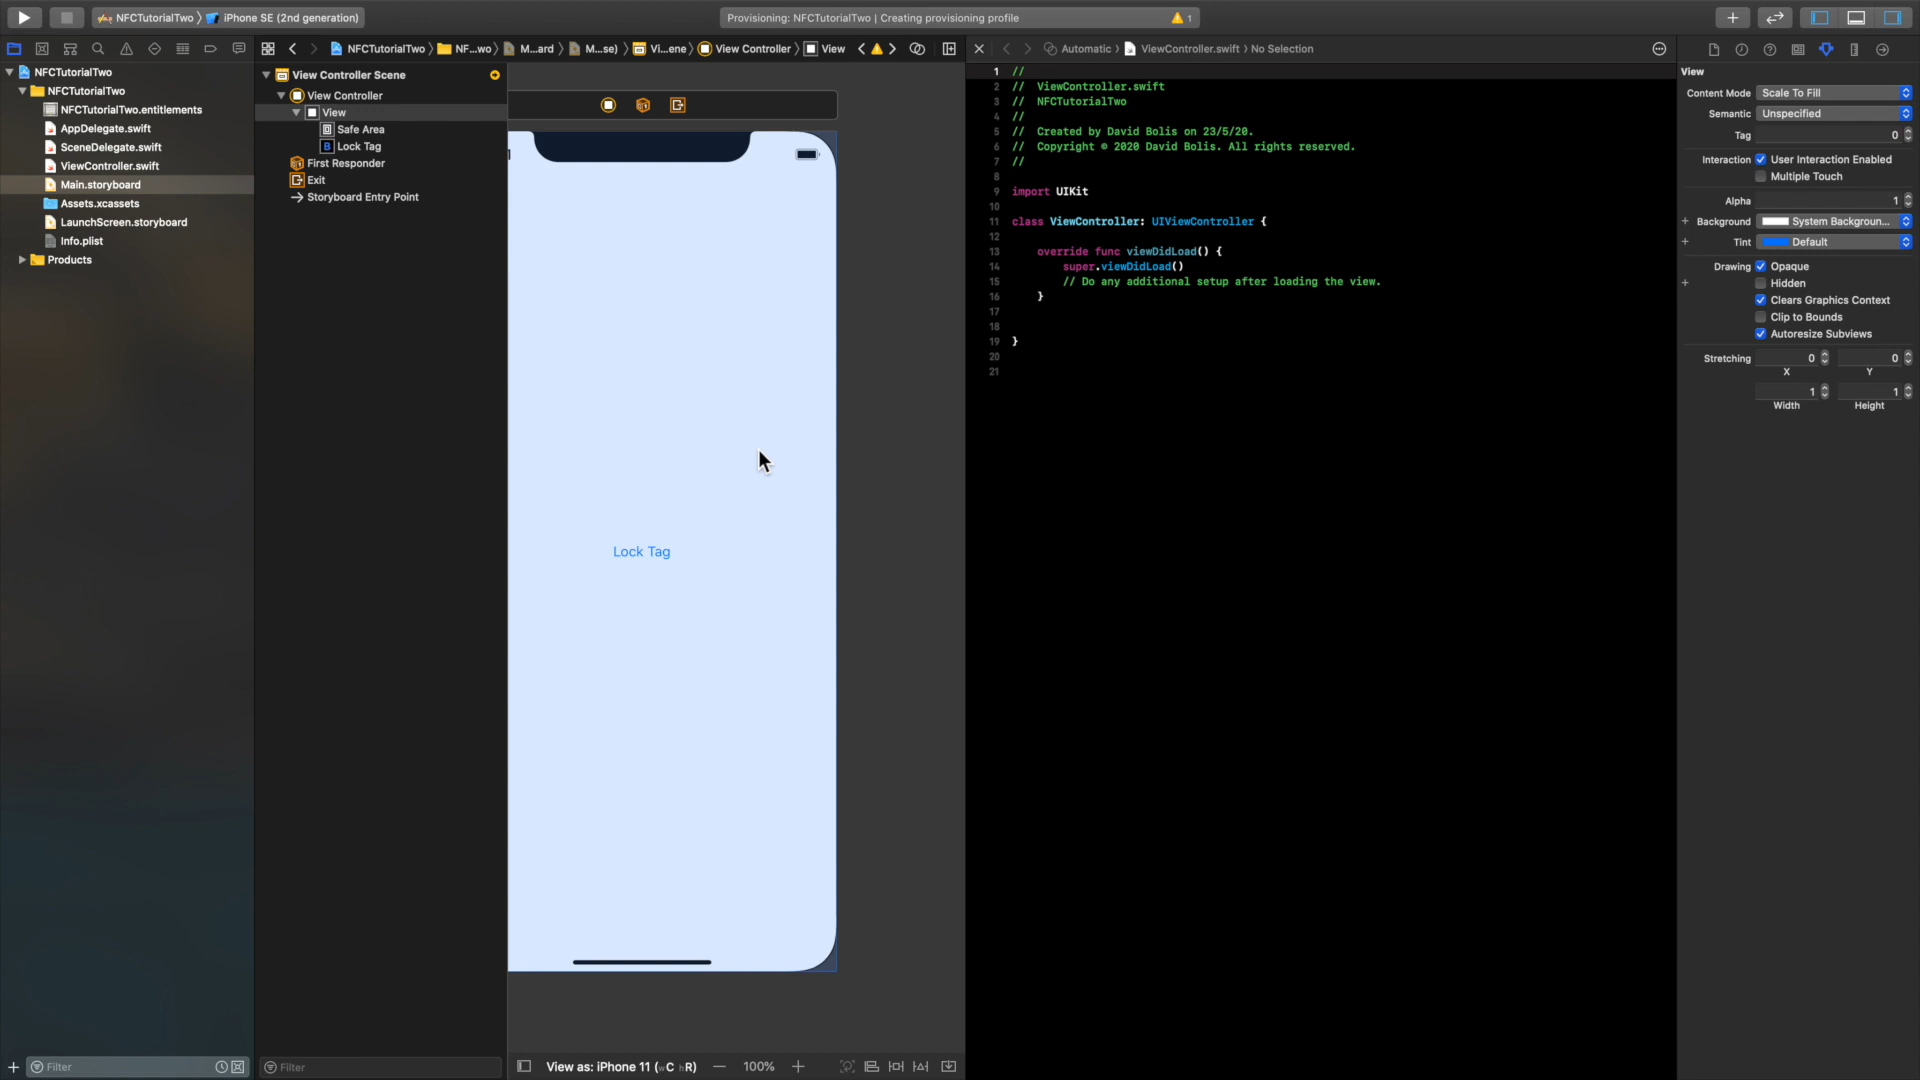 NFCTutorialTwo
iPhone SE (2nd generation)
Provisioning: NFCTutorialTwo | Creating provisioning profile
1
NFCTutorialTwo
NF...wo
M...ard
M...se)
Vi...ene
View Controller
View
Automatic
ViewController.swift
No Selection
NFCTutorialTwo
NFCTutorialTwo
NFCTutorialTwo.entitlements
AppDelegate.swift
SceneDelegate.swift
ViewController.swift
Main.storyboard
Assets.xcassets
LaunchScreen.storyboard
Info.plist
Products
View Controller Scene
View Controller
View
Safe Area
B Lock Tag
First Responder
Exit
Storyboard Entry Point
Lock Tag
1 //
2 //  ViewController.swift
3 //  NFCTutorialTwo
4 //
5 //  Created by David Bolis on 23/5/20.
6 //  Copyright © 2020 David Bolis. All rights reserved.
7 //
8
9 import UIKit
10
11 class ViewController: UIViewController {
12
13     override func viewDidLoad() {
14         super.viewDidLoad()
15         // Do any additional setup after loading the view.
16     }
17
18
19 }
20
21
View
Content Mode Scale To Fill
Semantic Unspecified
Tag 0
Interaction User Interaction Enabled
Multiple Touch
Alpha 1
+ Background System Backgroun...
+ Tint Default
Drawing Opaque
+ Hidden
Clears Graphics Context
Clip to Bounds
Autoresize Subviews
Stretching 0 0
X Y
1 1
Width Height
Filter
Filter
View as: iPhone 11 (wC hR)
100%